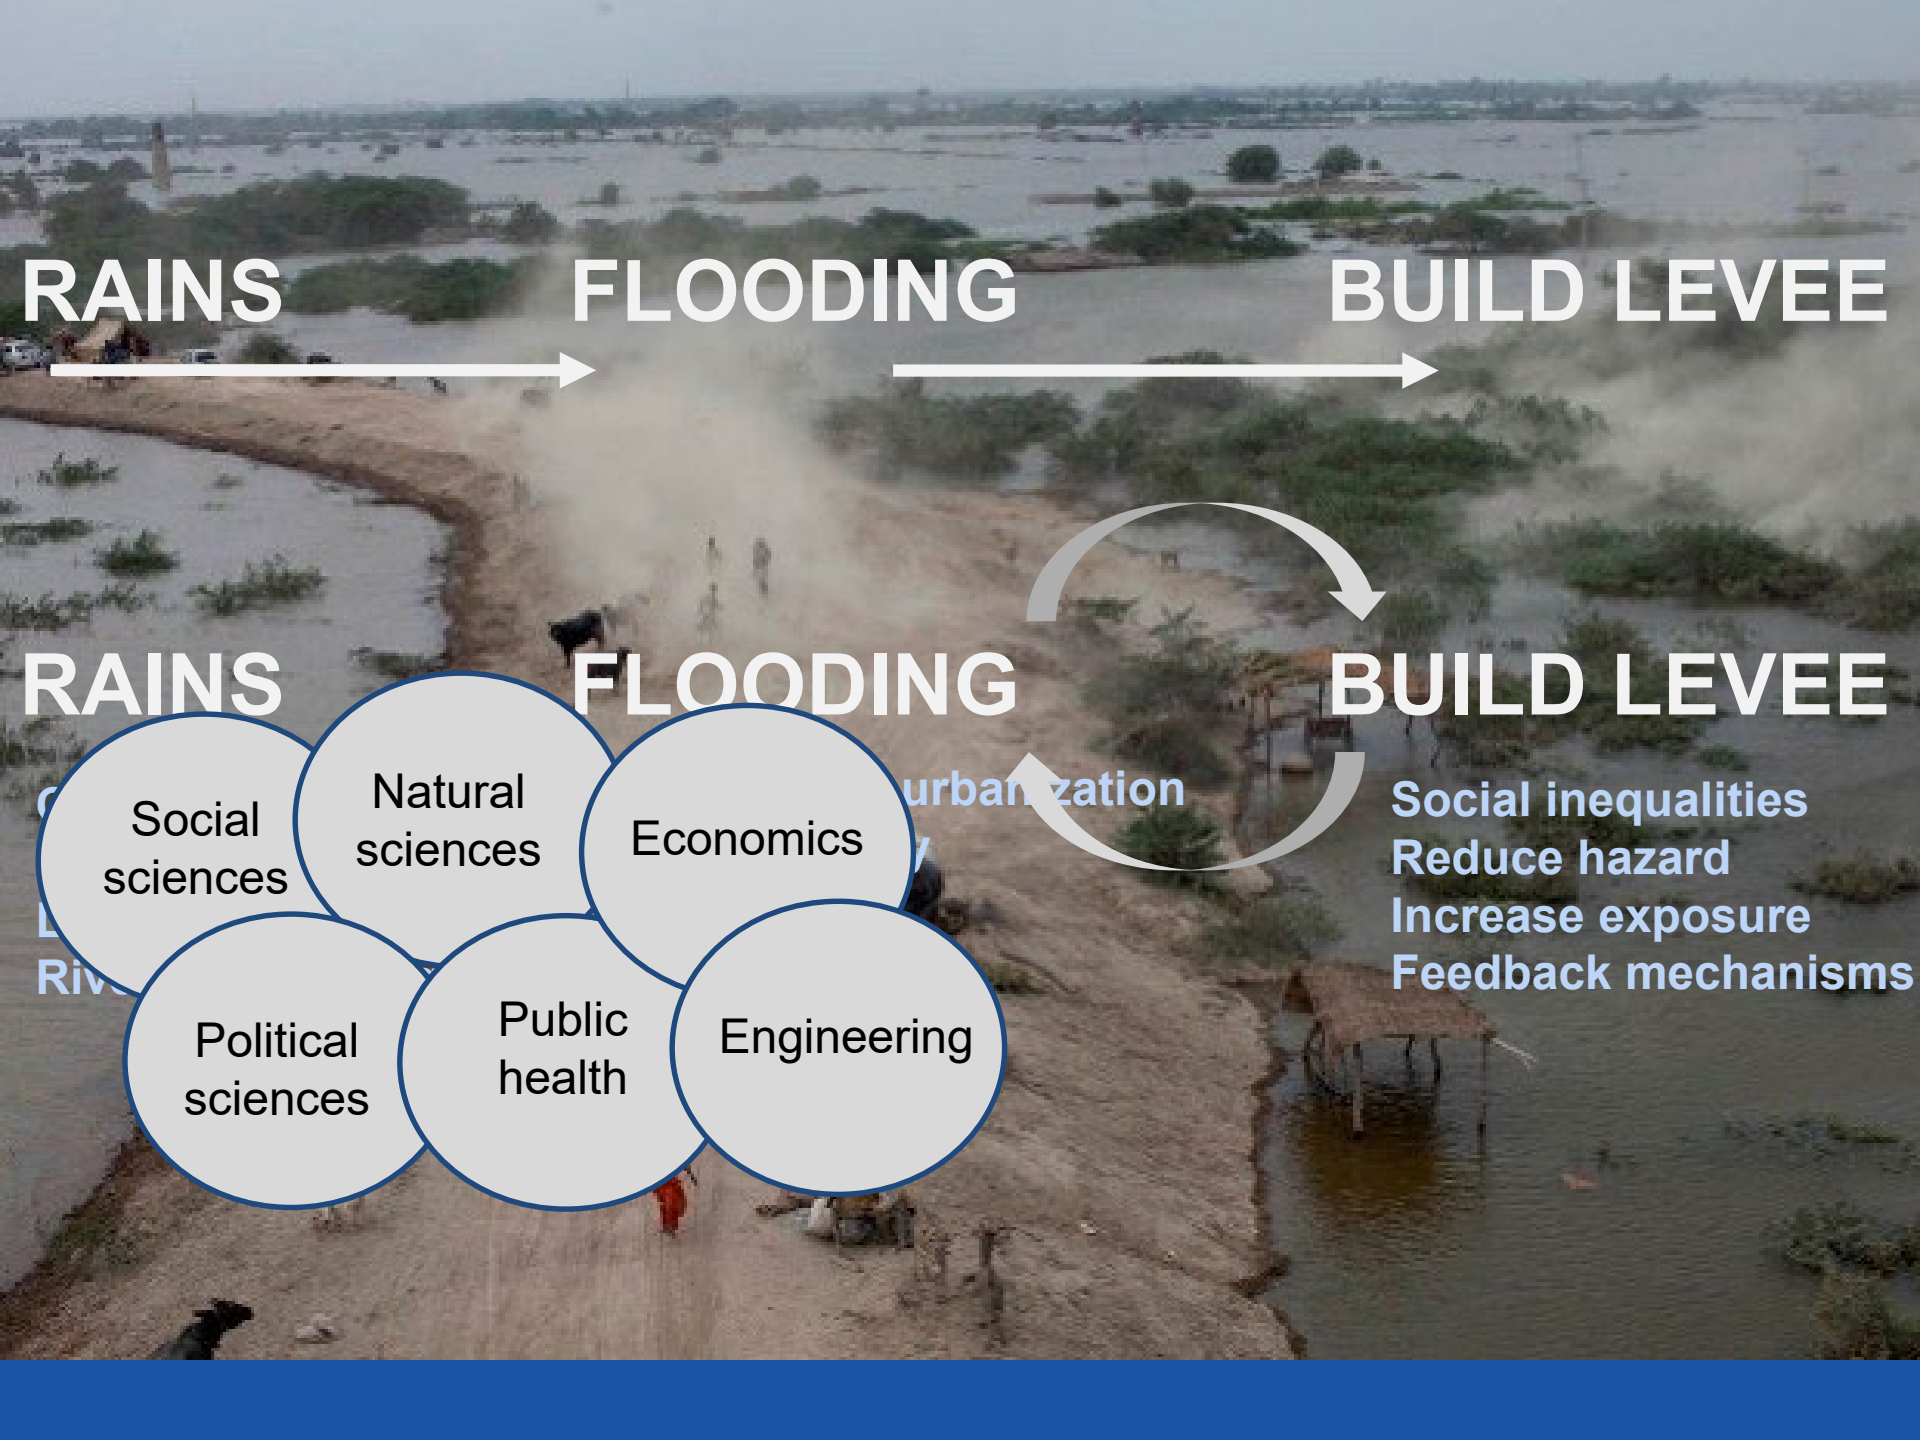 RAINS FLOODING BUILD LEVEE
RAINS FLOODING BUILD LEVEE
Social
sciences
Natural
sciences
Economics
urbanization
Political
sciences
Public
health
Engineering
Social inequalities
Reduce hazard
Increase exposure
Feedback mechanisms